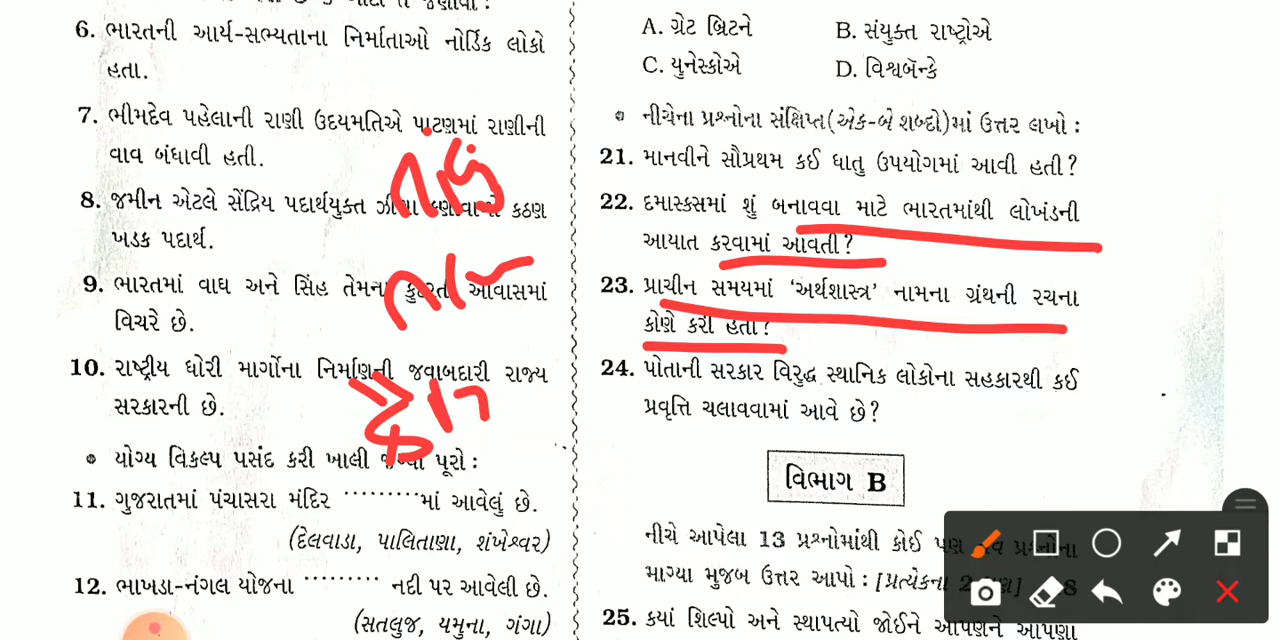 6. ભારતની આર્ય-સભ્યતાના નિર્માતાઓ નોર્ડિક લોકો
હતા.
7. ભીમદેવ પહેલાની રાણી ઉદયમતિએ પાટણમાં રાણીની
વાવ બંધાવી હતી.
8. જમીન એટલે સેંદ્રિય પદાર્થયુક્ત કઠણ
ખડક પદાર્થ.
9. ભારતમાં વાઘ અને સિંહ તેમના કુદરતી આવાસમાં
વિચરે છે.
10. રાષ્ટ્રીય ધોરી માર્ગોના નિર્માણની જવાબદારી રાજ્ય
સરકારની છે.
● યોગ્ય વિકલ્પ પસંદ કરી ખાલી જગ્યા પૂરો :
11. ગુજરાતમાં પંચાસરા મંદિર ......... માં આવેલું છે.
(દેલવાડા, પાલિતાણા, શંખેશ્વર)
12. ભાખડા-નંગલ યોજના ......... નદી પર આવેલી છે.
(સતલુજ, યમુના, ગંગા)
A. ગ્રેટ બ્રિટને B. સંયુક્ત રાષ્ટ્રોએ
C. યુનેસ્કોએ D. વિશ્વબૅન્કે
● નીચેના પ્રશ્નોના સંક્ષિપ્ત (એક-બે શબ્દો)માં ઉત્તર લખો :
21. માનવીને સૌપ્રથમ કઈ ધાતુ ઉપયોગમાં આવી હતી?
22. દમાસ્કસમાં શું બનાવવા માટે ભારતમાંથી લોખંડની
આયાત કરવામાં આવતી?
23. પ્રાચીન સમયમાં ‘અર્થશાસ્ત્ર’ નામના ગ્રંથની રચના
કોણે કરી હતી?
24. પોતાની સરકાર વિરુદ્ધ સ્થાનિક લોકોના સહકારથી કઈ
પ્રવૃત્તિ ચલાવવામાં આવે છે?
વિભાગ B
નીચે આપેલા 13 પ્રશ્નોમાંથી કોઈ પણ
માગ્યા મુજબ ઉત્તર આપો : [પ્રત્યેકના 2
25. કયાં શિલ્પો અને સ્થાપત્યો જોઈને આપણને આપણા